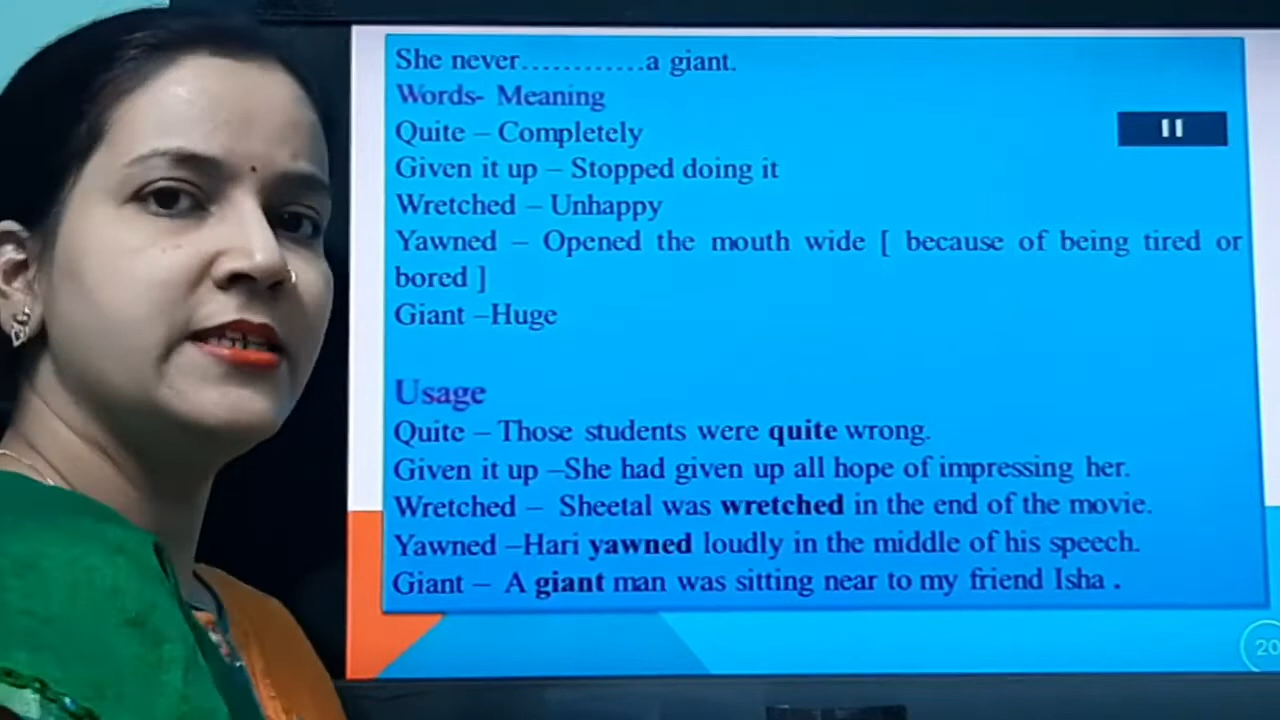 She never............a giant.
Words- Meaning
Quite – Completely
Given it up – Stopped doing it
Wretched – Unhappy
Yawned – Opened the mouth wide [ because of being tired or
bored ]
Giant –Huge
Usage
Quite – Those students were quite wrong.
Given it up –She had given up all hope of impressing her.
Wretched – Sheetal was wretched in the end of the movie.
Yawned –Hari yawned loudly in the middle of his speech.
Giant – A giant man was sitting near to my friend Isha .
20